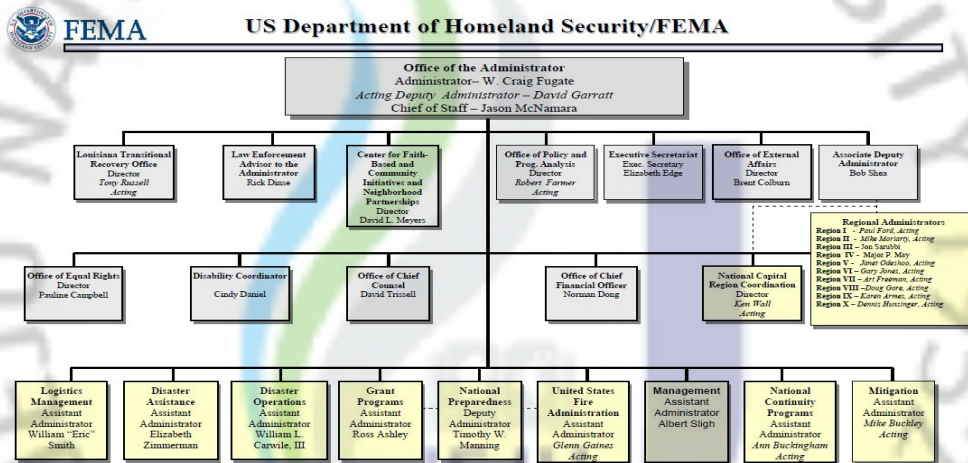 FEMA
US Department of Homeland Security/FEMA
Office of the Administrator
Administrator– W. Craig Fugate
Acting Deputy Administrator – David Garratt
Chief of Staff – Jason McNamara
Louisiana Transitional
Recovery Office
Director
Tony Russell
Acting
Law Enforcement
Advisor to the
Administrator
Rick Dinse
Center for Faith-
Based and
Community
Initiatives and
Neighborhood
Partnerships
Director
David L. Meyers
Office of Policy and
Prog. Analysis
Director
Robert Farmer
Acting
Executive Secretariat
Exec. Secretary
Elizabeth Edge
Office of External
Affairs
Director
Brent Colburn
Associate Deputy
Administrator
Bob Shea
Regional Administrators
Region I - Paul Ford, Acting
Region II - Mike Moriarty, Acting
Region III – Jon Sarubbi
Region IV - Major P. May
Region V - Janet Odeshoo, Acting
Region VI – Gary Jones, Acting
Region VII – Art Freeman, Acting
Region VIII –Doug Gore, Acting
Region IX – Karen Armes, Acting
Region X – Dennis Hunsinger, Acting
Office of Equal Rights
Director
Pauline Campbell
Disability Coordinator
Cindy Daniel
Office of Chief
Counsel
David Trissell
Office of Chief
Financial Officer
Norman Dong
National Capital
Region Coordination
Director
Ken Wall
Acting
Logistics
Management
Assistant
Administrator
William “Eric”
Smith
Disaster
Assistance
Assistant
Administrator
Elizabeth
Zimmerman
Disaster
Operations
Assistant
Administrator
William L.
Carwile, III
Grant
Programs
Assistant
Administrator
Ross Ashley
National
Preparedness
Deputy
Administrator
Timothy W.
Manning
United States
Fire
Administration
Assistant
Administrator
Glenn Gaines
Acting
Management
Assistant
Administrator
Albert Sligh
National
Continuity
Programs
Assistant
Administrator
Ann Buckingham
Acting
Mitigation
Assistant
Administrator
Mike Buckley
Acting